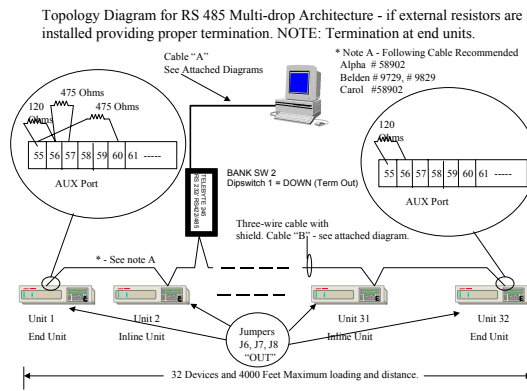 Topology Diagram for RS 485 Multi-drop Architecture - if external resistors are
installed providing proper termination. NOTE: Termination at end units.
Cable "A"
See Attached Diagrams
* Note A - Following Cable Recommended
Alpha # 58902
Belden # 9729, # 9829
Carol #58902
475 Ohms
120
Ohms
475 Ohms
55 56 57 58 59 60 61 -----
AUX Port
120
Ohms
55 56 57 58 59 60 61 -----
AUX Port
TELEBYTE 245
RS 232/ RS422/485
BANK SW 2
Dipswitch 1 = DOWN (Term Out)
Three-wire cable with
shield. Cable "B" - see attached diagram.
* - See note A
Unit 1
End Unit
Unit 2
Inline Unit
Jumpers
J6, J7, J8
"OUT"
Unit 31
Inline Unit
Unit 32
End Unit
32 Devices and 4000 Feet Maximum loading and distance.